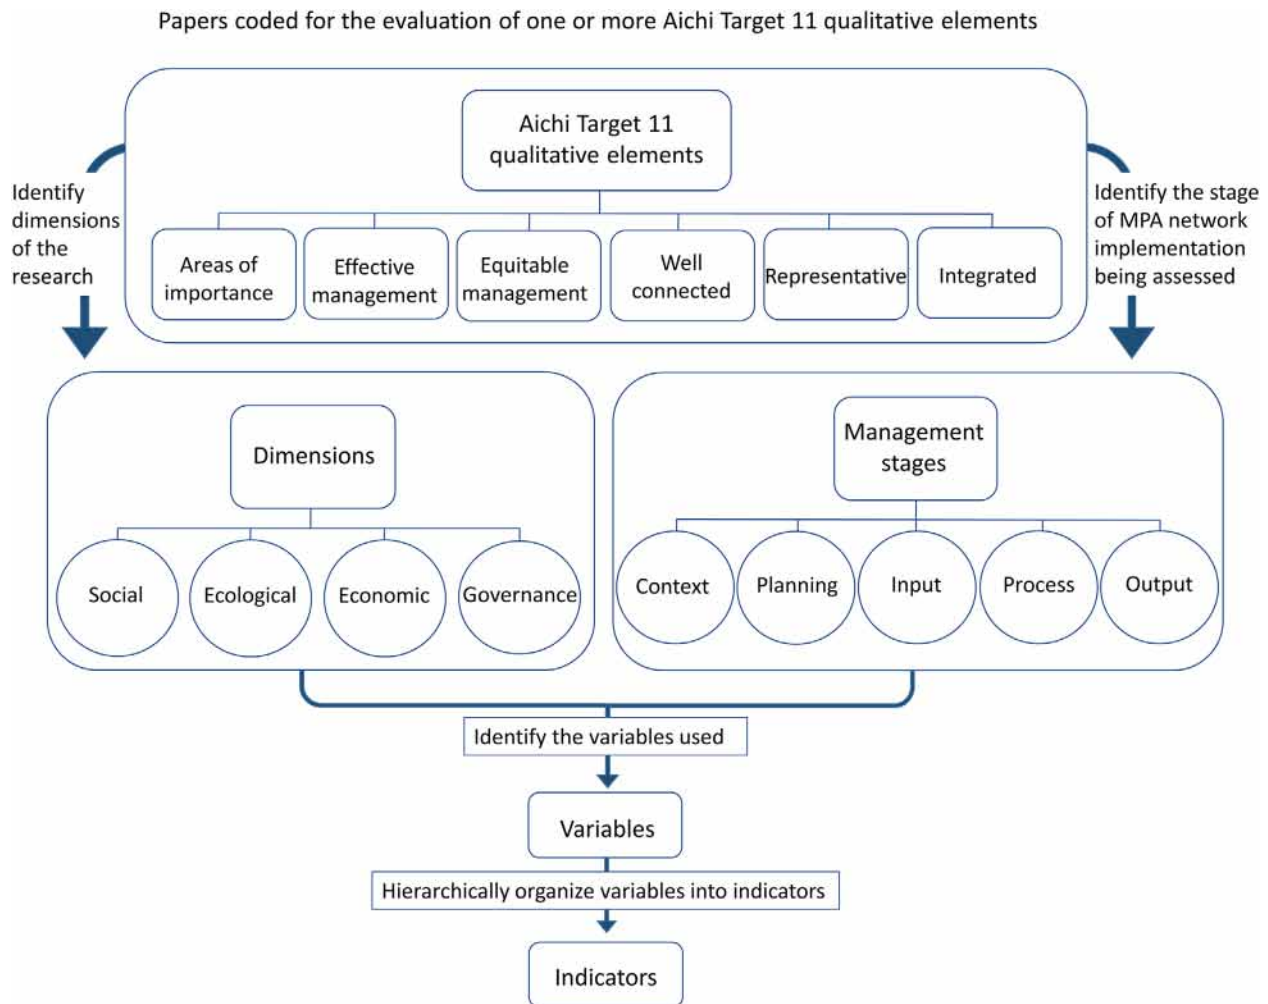 Papers coded for the evaluation of one or more Aichi Target 11 qualitative elements
Aichi Target 11
qualitative elements
Identify
dimensions
of the
research
Identify the stage
of MPA network
implementation
being assessed
Areas of
importance
Effective
management
Equitable
management
Well
connected
Representative
Integrated
Dimensions
Social
Ecological
Economic
Governance
Management
stages
Context
Planning
Input
Process
Output
Identify the variables used
Variables
Hierarchically organize variables into indicators
Indicators